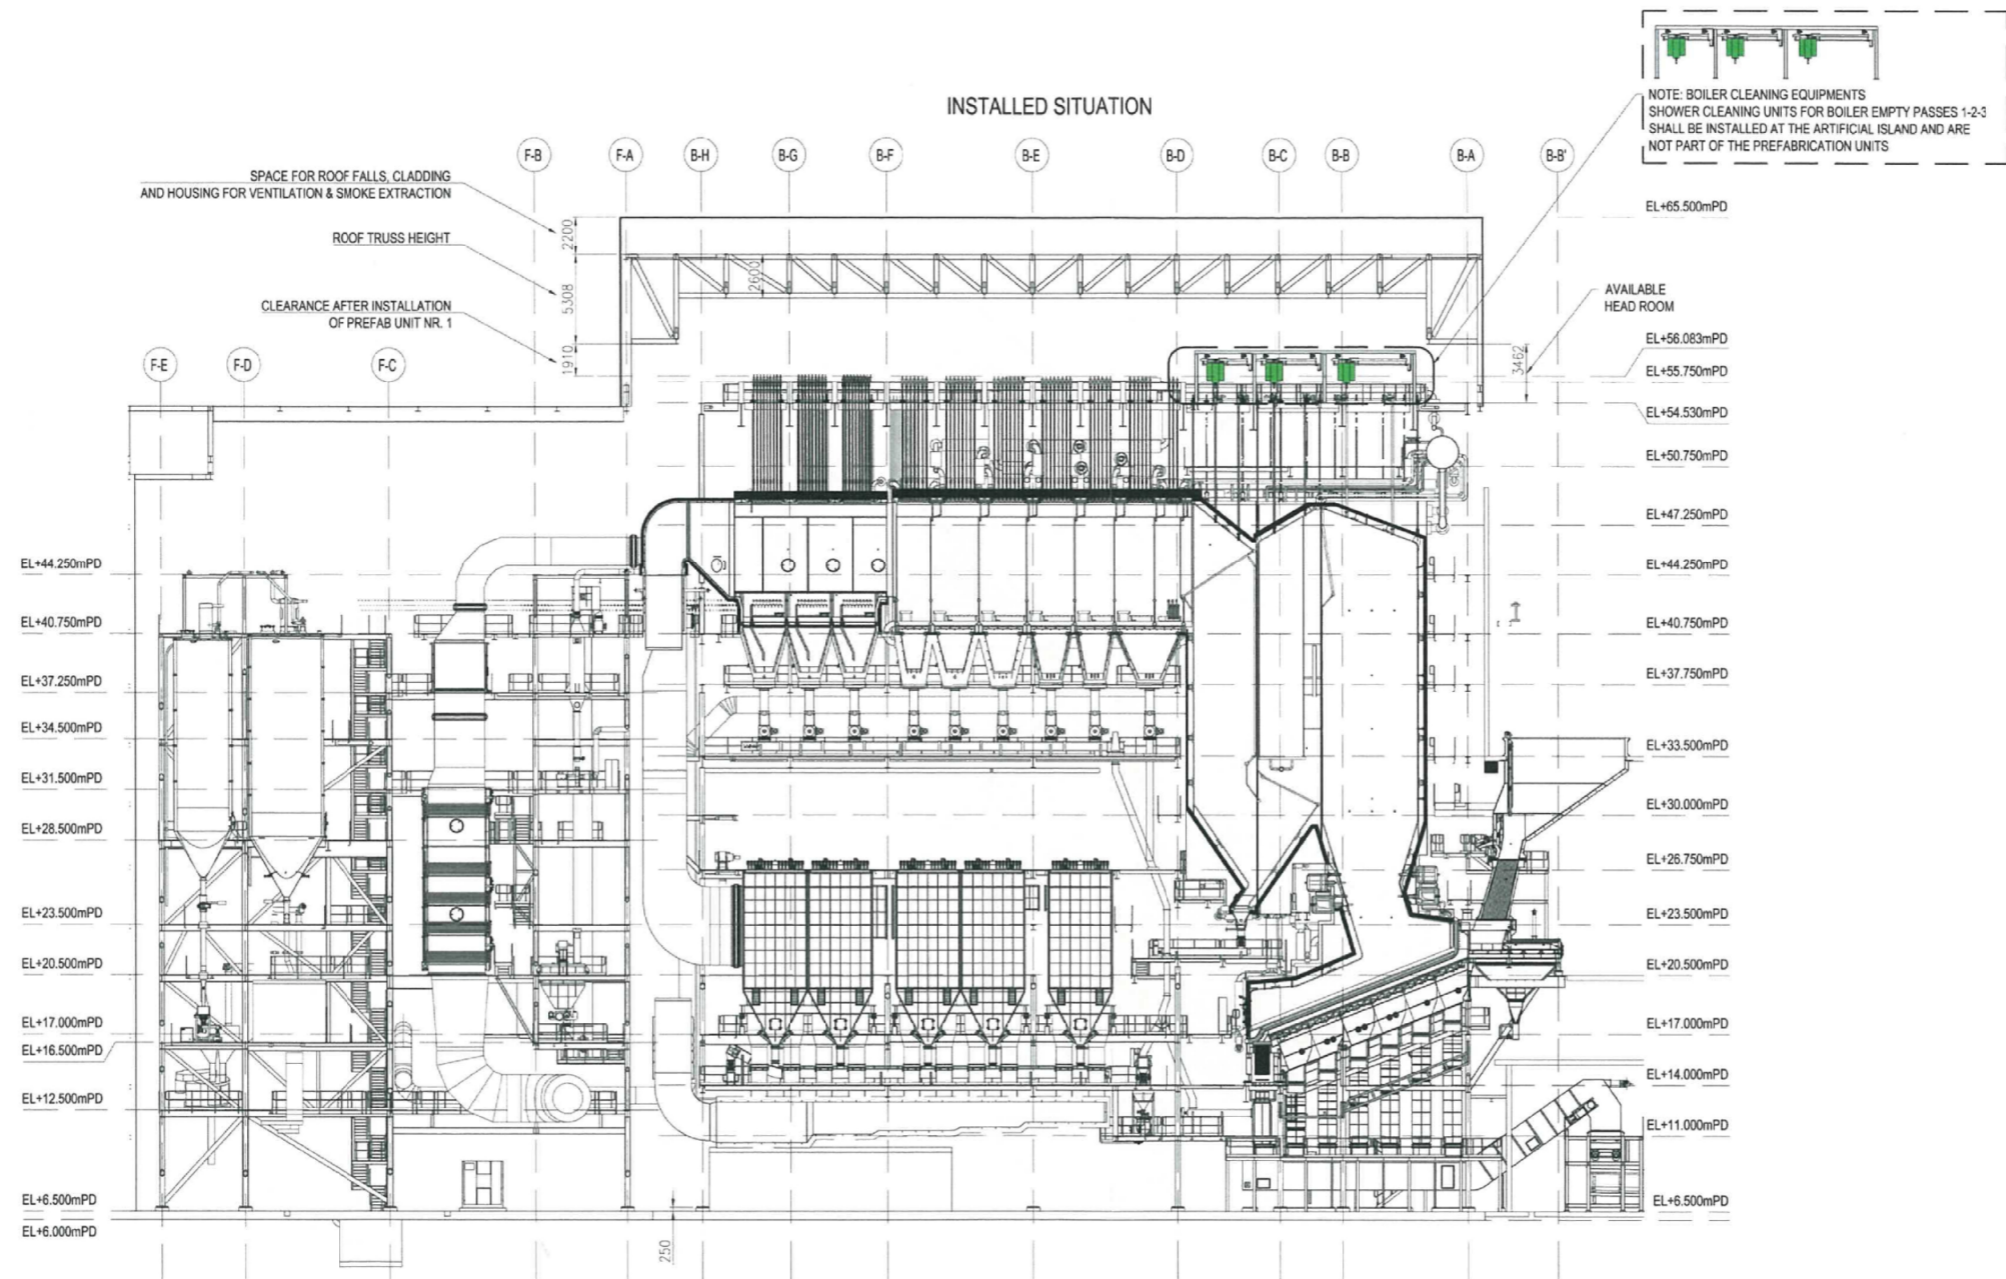 NOTE: BOILER CLEANING EQUIPMENTS
SHOWER CLEANING UNITS FOR BOILER EMPTY PASSES 1-2-3
SHALL BE INSTALLED AT THE ARTIFICIAL ISLAND AND ARE
NOT PART OF THE PREFABRICATION UNITS
INSTALLED SITUATION
F-B
F-A
B-H
B-G
B-F
B-E
B-D
B-C
B-B
B-A
B-B'
SPACE FOR ROOF FALLS, CLADDING
AND HOUSING FOR VENTILATION & SMOKE EXTRACTION
ROOF TRUSS HEIGHT
CLEARANCE AFTER INSTALLATION
OF PREFAB UNIT NR. 1
2200
5308
1910
2600
3462
AVAILABLE
HEAD ROOM
F-E
F-D
F-C
EL+65.500mPD
EL+56.083mPD
EL+55.750mPD
EL+54.530mPD
EL+50.750mPD
EL+47.250mPD
EL+44.250mPD
EL+40.750mPD
EL+37.750mPD
EL+33.500mPD
EL+30.000mPD
EL+26.750mPD
EL+23.500mPD
EL+20.500mPD
EL+17.000mPD
EL+14.000mPD
EL+11.000mPD
EL+6.500mPD
EL+44.250mPD
EL+40.750mPD
EL+37.250mPD
EL+34.500mPD
EL+31.500mPD
EL+28.500mPD
EL+23.500mPD
EL+20.500mPD
EL+17.000mPD
EL+16.500mPD
EL+12.500mPD
EL+6.500mPD
EL+6.000mPD
250